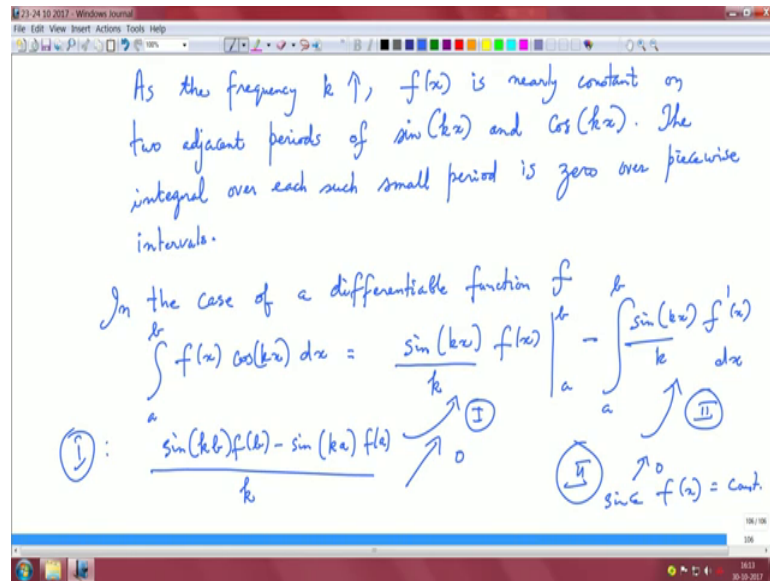 23-24 10 2017 - Windows Journal
File Edit View Insert Actions Tools Help
100%
As the frequency k ↑, f(x) is nearly constant on
two adjacent periods of sin(kx) and cos(kx). The
integral over each such small period is zero over piecewise
intervals.
In the case of a differentiable function f
∫_a^b f(x) cos(kx) dx = sin(kx)/k f(x) |_a^b - ∫_a^b sin(kx)/k f'(x) dx
I II
I : (sin(kb)f(b) - sin(ka) f(a))/k 0
II 0
since f(x) = const.
106 / 106
106
16:13
30-10-2017